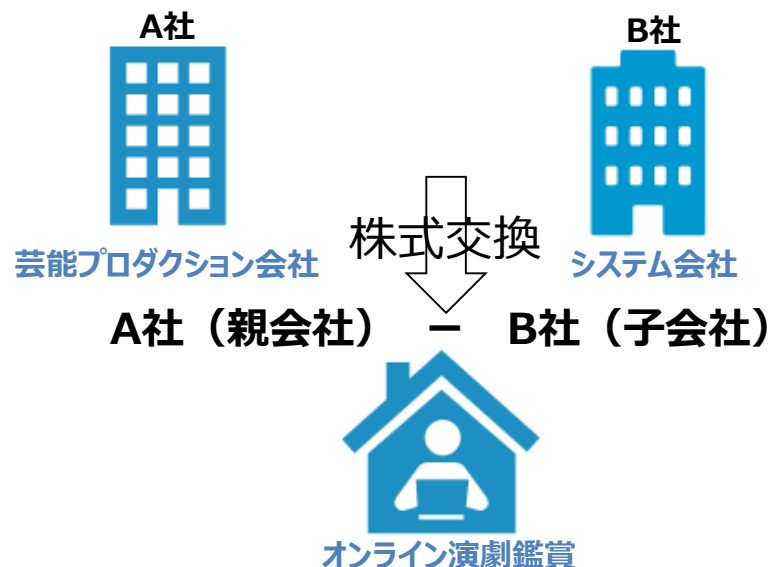 A社
B社
株式交換
芸能プロダクション会社
システム会社
A社（親会社） － B社（子会社）
オンライン演劇鑑賞